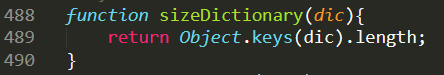 488 function sizeDictionary(dic){
489 return Object.keys(dic).length;
490 }